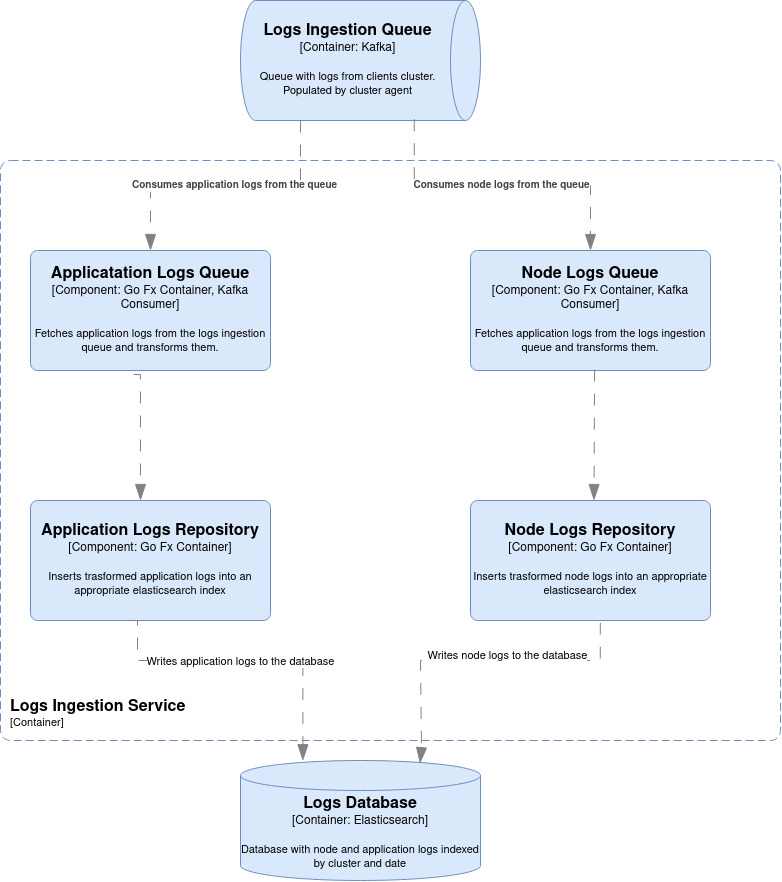 Logs Ingestion Queue
[Container: Kafka]
Queue with logs from clients cluster.
Populated by cluster agent
Consumes application logs from the queue
Consumes node logs from the queue
Applicatation Logs Queue
[Component: Go Fx Container, Kafka
Consumer]
Fetches application logs from the logs ingestion
queue and transforms them.
Node Logs Queue
[Component: Go Fx Container, Kafka
Consumer]
Fetches application logs from the logs ingestion
queue and transforms them.
Application Logs Repository
[Component: Go Fx Container]
Inserts trasformed application logs into an
appropriate elasticsearch index
Node Logs Repository
[Component: Go Fx Container]
Inserts trasformed node logs into an appropriate
elasticsearch index
Writes application logs to the database
Writes node logs to the database
Logs Ingestion Service
[Container]
Logs Database
[Container: Elasticsearch]
Database with node and application logs indexed
by cluster and date